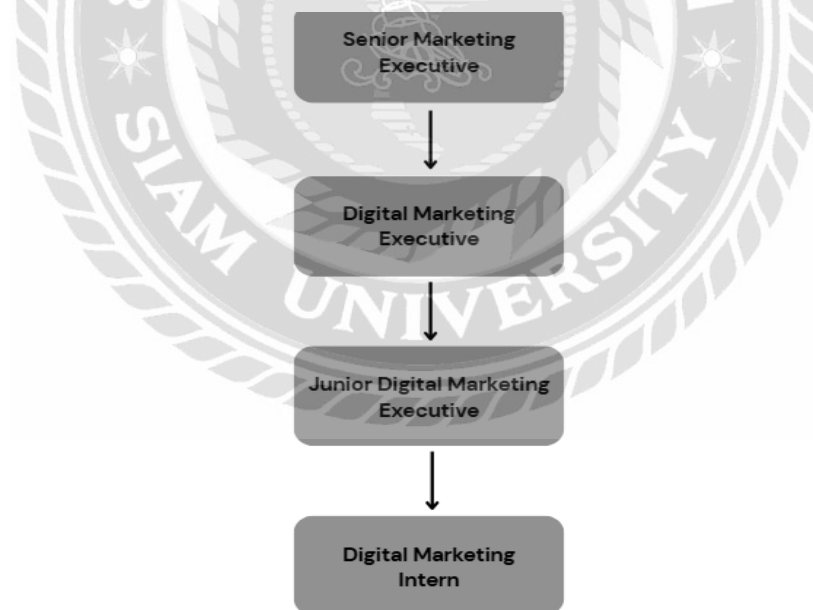 Senior Marketing
Executive
Digital Marketing
Executive
Junior Digital Marketing
Executive
Digital Marketing
Intern
SIAM UNIVERSITY